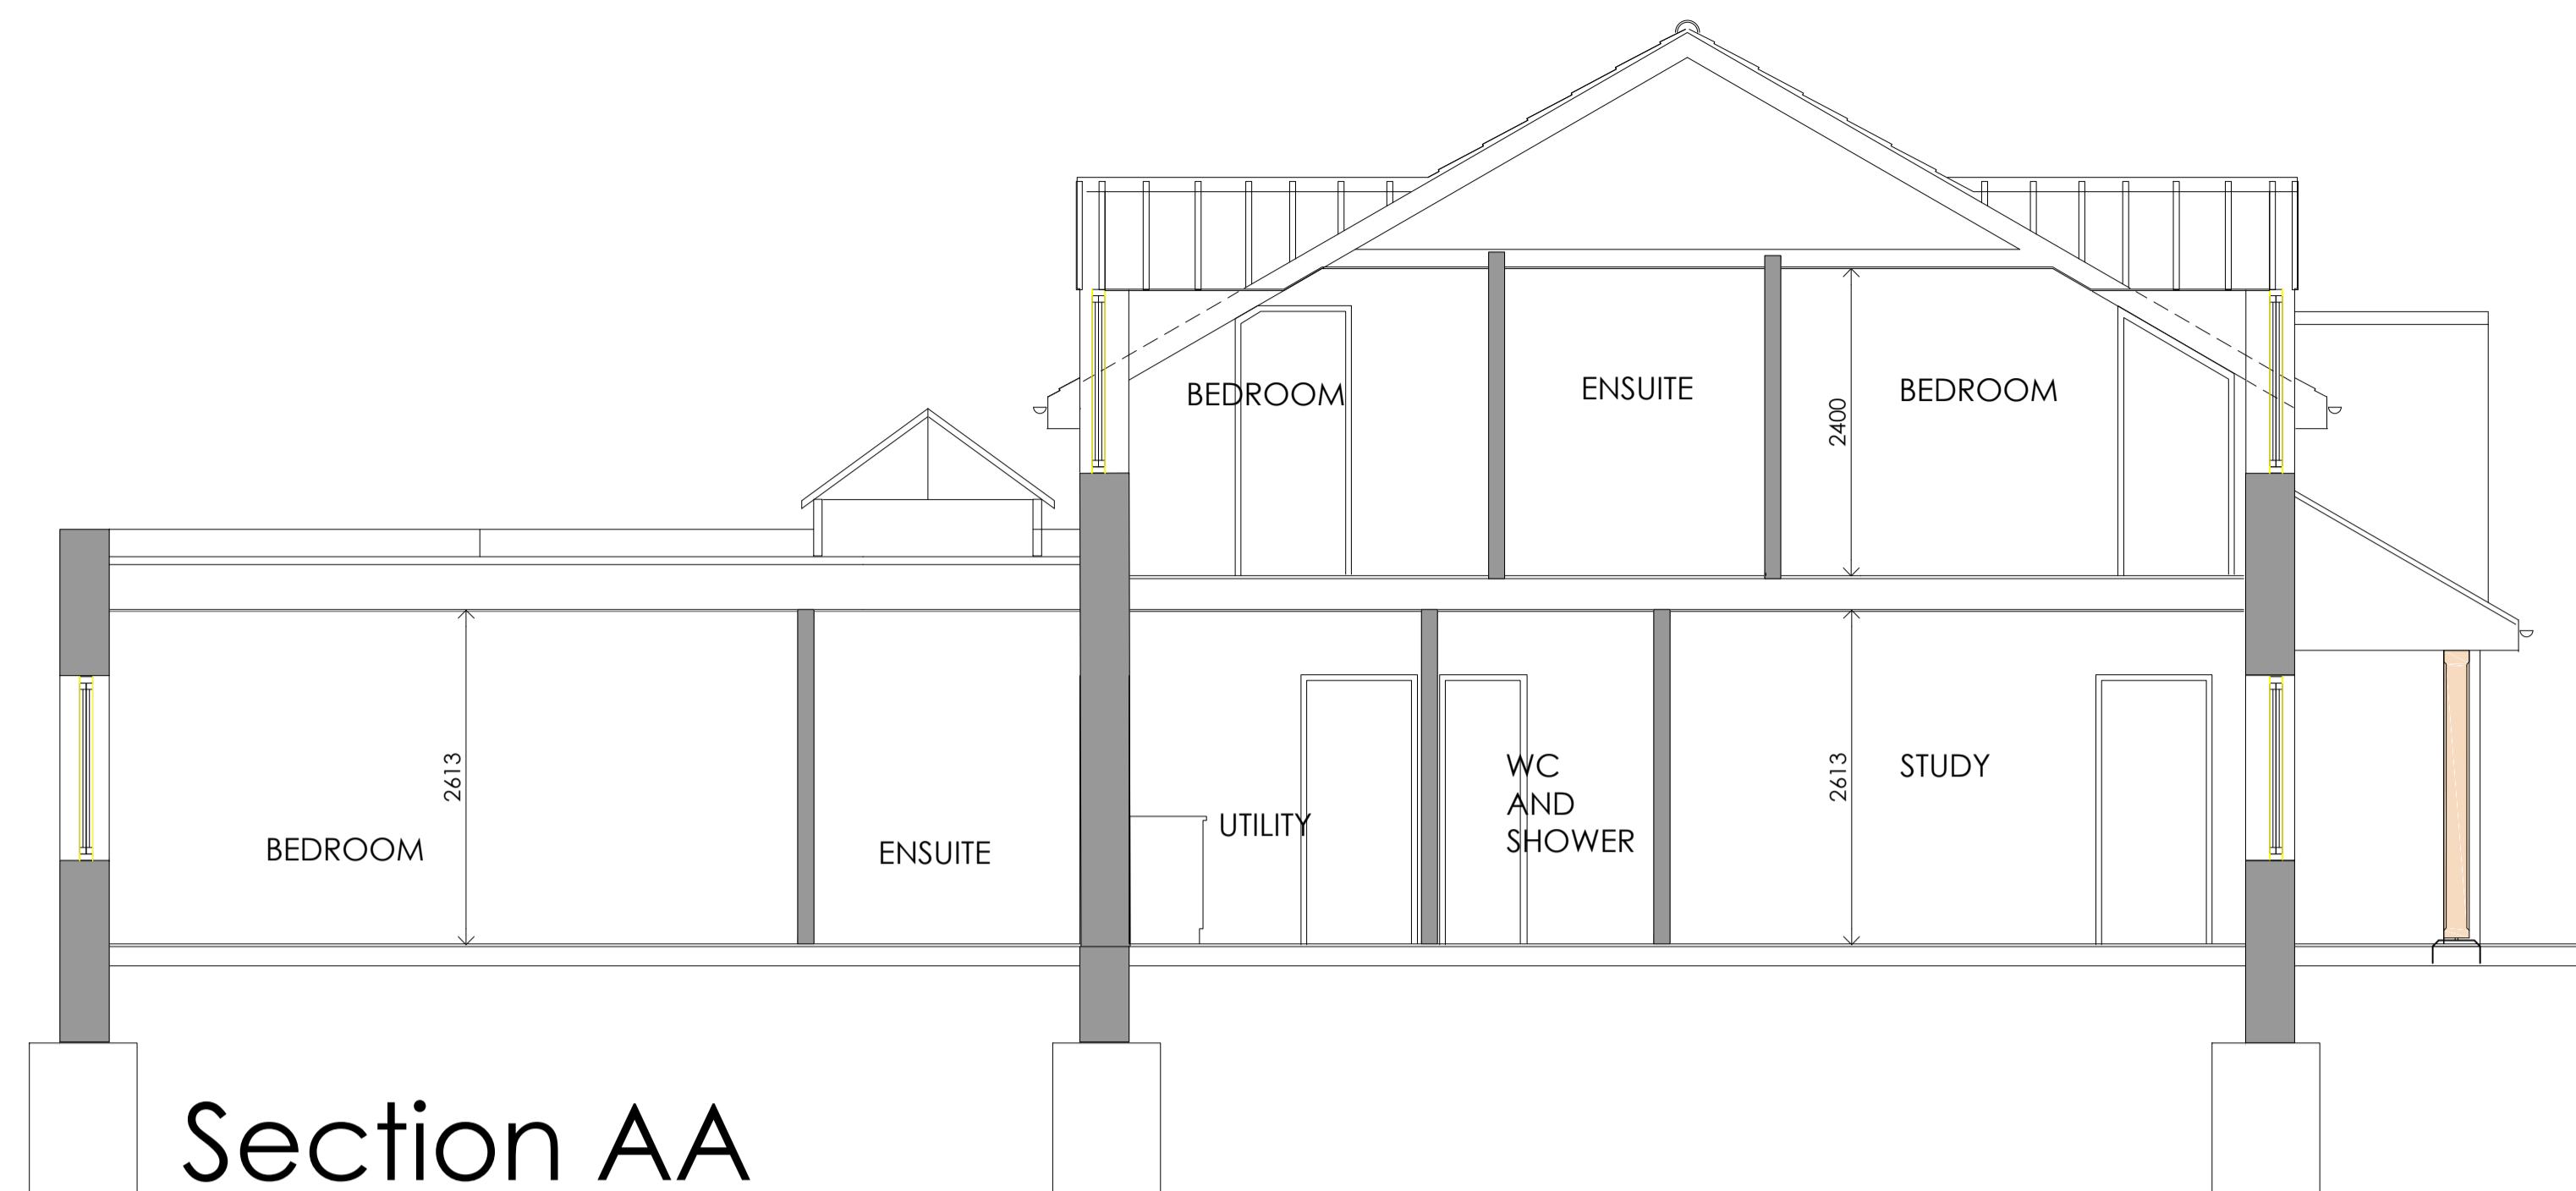 BEDROOM
ENSUITE
BEDROOM
2400
2613
BEDROOM
ENSUITE
UTILITY
WC
AND
SHOWER
2613
STUDY
Section AA